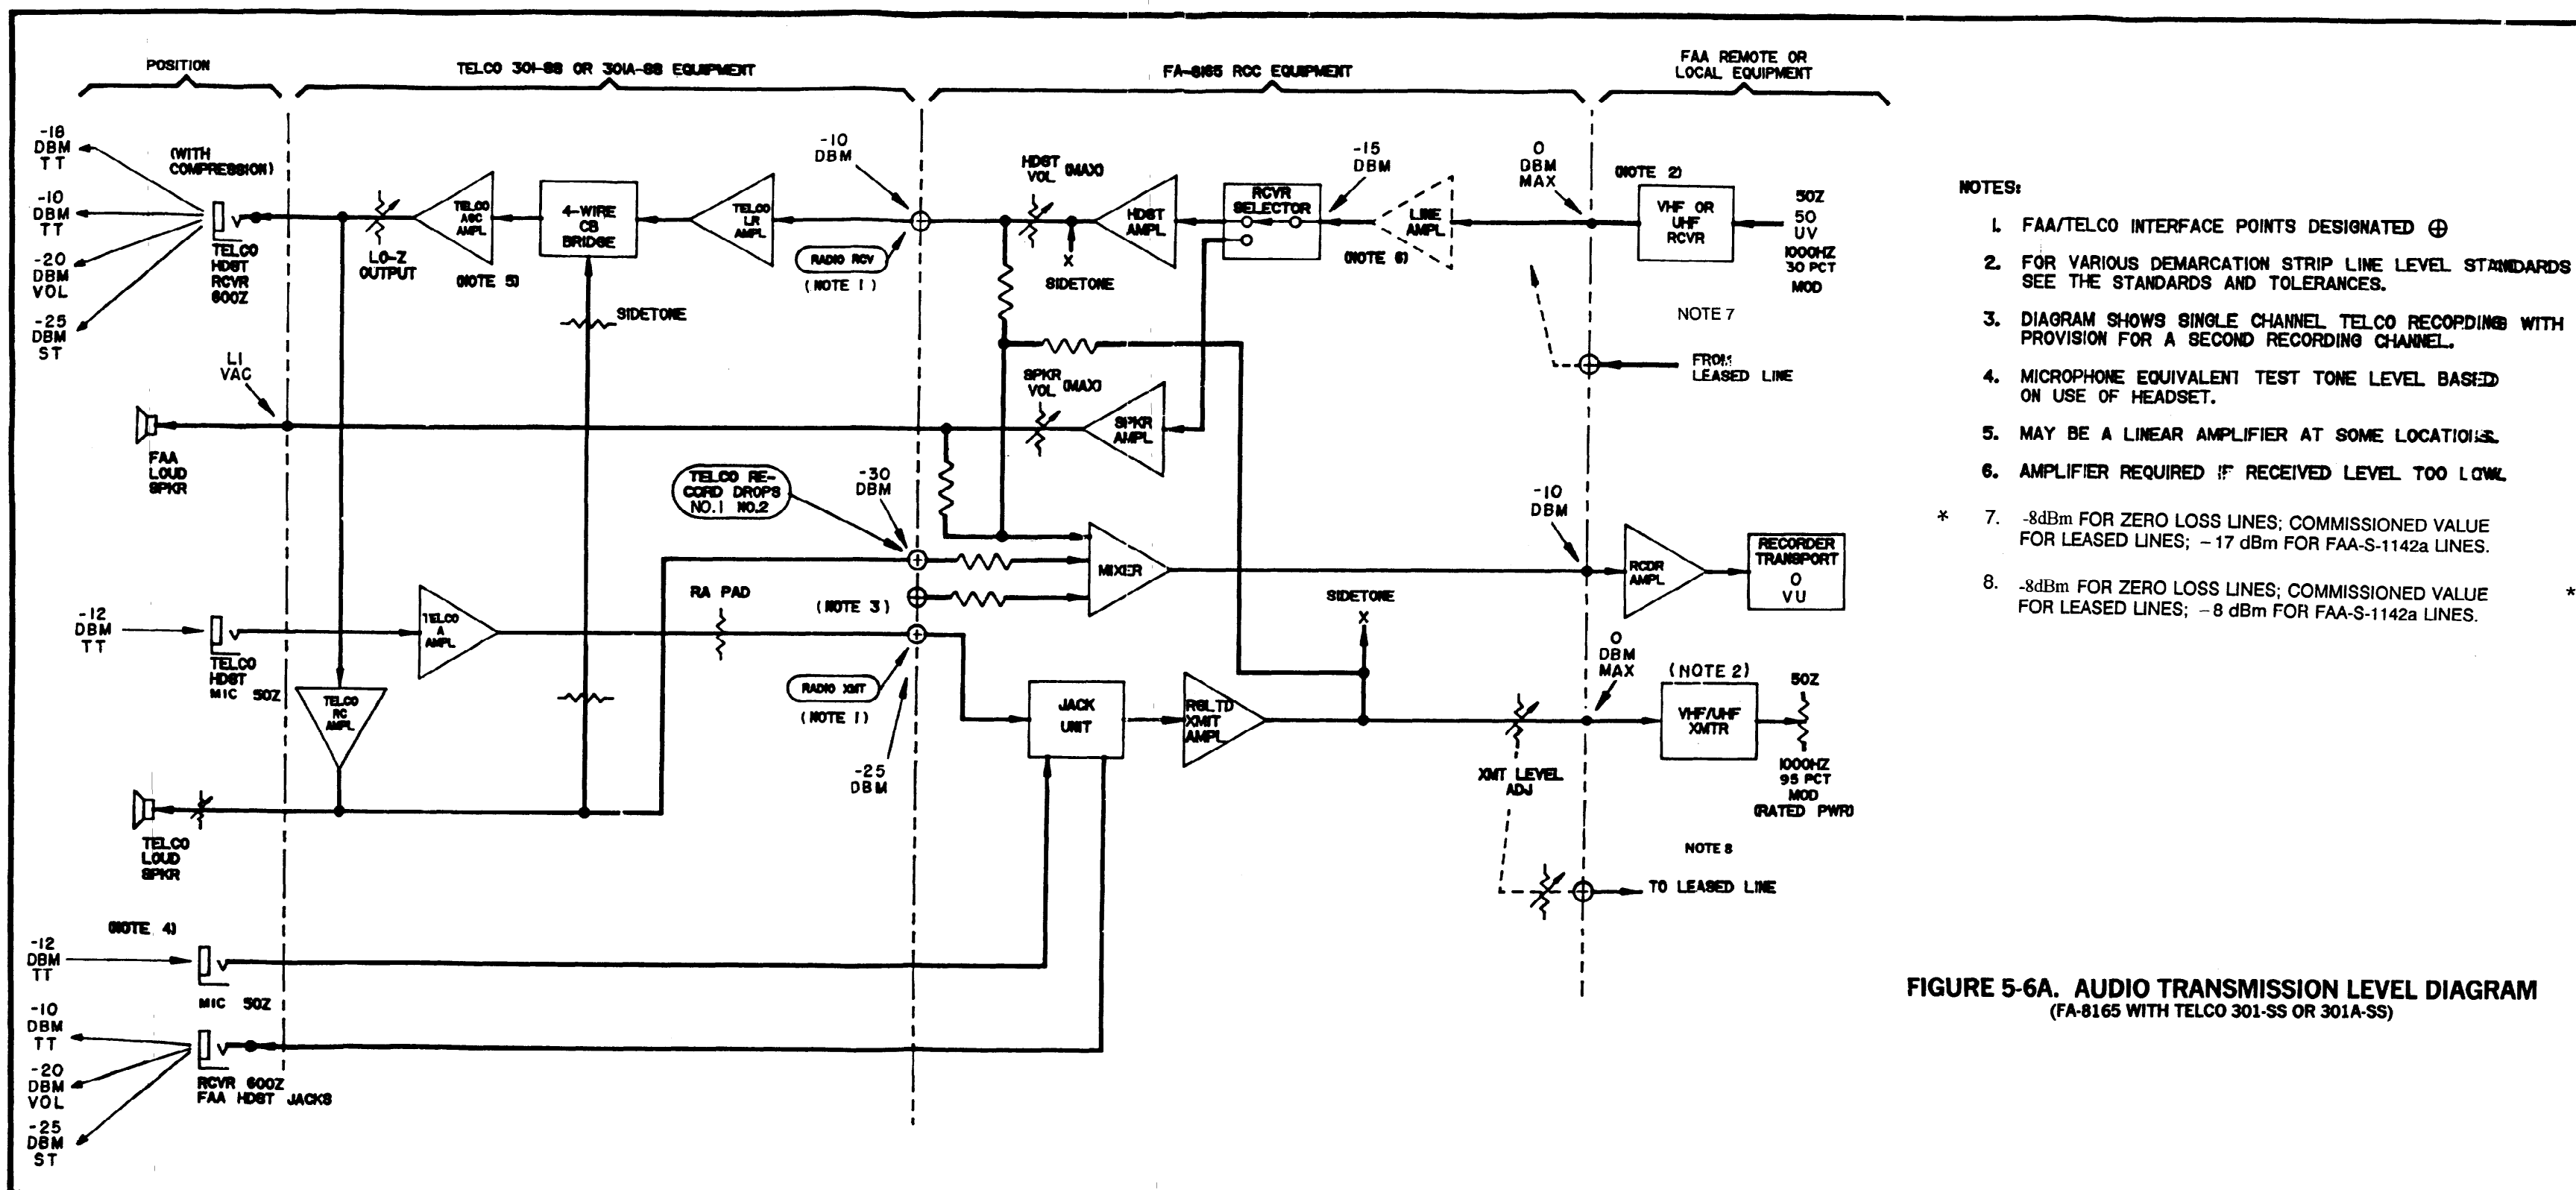 POSITION
TELCO 301-SS OR 301A-SS EQUIPMENT
FA-8165 RCC EQUIPMENT
FAA REMOTE OR
LOCAL EQUIPMENT
-18
DBM
TT
-10
DBM
TT
-20
DBM
VOL
-25
DBM
ST
(WITH
COMPRESSION)
TELCO
HDST
RCVR
600Z
LO-Z
OUTPUT
TELCO
AGC
AMPL
(NOTE 5)
4-WIRE
CB
BRIDGE
SIDETONE
TELCO
LR
AMPL
-10
DBM
RADIO RCV
(NOTE 1)
HDST
VOL (MAX)
X
SIDETONE
HDST
AMPL
RCVR
SELECTOR
-15
DBM
LINE
AMPL
(NOTE 6)
0
DBM
MAX
(NOTE 2)
VHF OR
UHF
RCVR
50Z
50
UV
1000HZ
30 PCT
MOD
NOTE 7
FROM
LEASED LINE
L1
VAC
FAA
LOUD
SPKR
SPKR
VOL (MAX)
SPKR
AMPL
TELCO RE-
CORD DROPS
NO.1 NO.2
-30
DBM
(NOTE 3)
MIXER
-10
DBM
RCDR
AMPL
RECORDER
TRANSPORT
0
VU
-12
DBM
TT
TELCO
HDST
MIC 50Z
TELCO
A
AMPL
RA PAD
RADIO XMT
(NOTE 1)
-25
DBM
TELCO
RC
AMPL
JACK
UNIT
RGLTD
XMIT
AMPL
SIDETONE
X
XMT LEVEL
ADJ
0
DBM
MAX
(NOTE 2)
VHF/UHF
XMTR
50Z
1000HZ
95 PCT
MOD
(RATED PWR)
NOTE 8
TO LEASED LINE
TELCO
LOUD
SPKR
(NOTE 4)
-12
DBM
TT
MIC 50Z
-10
DBM
TT
-20
DBM
VOL
-25
DBM
ST
RCVR 600Z
FAA HDST JACKS
NOTES:
1. FAA/TELCO INTERFACE POINTS DESIGNATED ⊕
2. FOR VARIOUS DEMARCATION STRIP LINE LEVEL STANDARDS
SEE THE STANDARDS AND TOLERANCES.
3. DIAGRAM SHOWS SINGLE CHANNEL TELCO RECORDING WITH
PROVISION FOR A SECOND RECORDING CHANNEL.
4. MICROPHONE EQUIVALENT TEST TONE LEVEL BASED
ON USE OF HEADSET.
5. MAY BE A LINEAR AMPLIFIER AT SOME LOCATIONS.
6. AMPLIFIER REQUIRED IF RECEIVED LEVEL TOO LOW.
* 7. -8dBm FOR ZERO LOSS LINES; COMMISSIONED VALUE
FOR LEASED LINES; -17 dBm FOR FAA-S-1142a LINES.
8. -8dBm FOR ZERO LOSS LINES; COMMISSIONED VALUE *
FOR LEASED LINES; -8 dBm FOR FAA-S-1142a LINES.
FIGURE 5-6A. AUDIO TRANSMISSION LEVEL DIAGRAM
(FA-8165 WITH TELCO 301-SS OR 301A-SS)